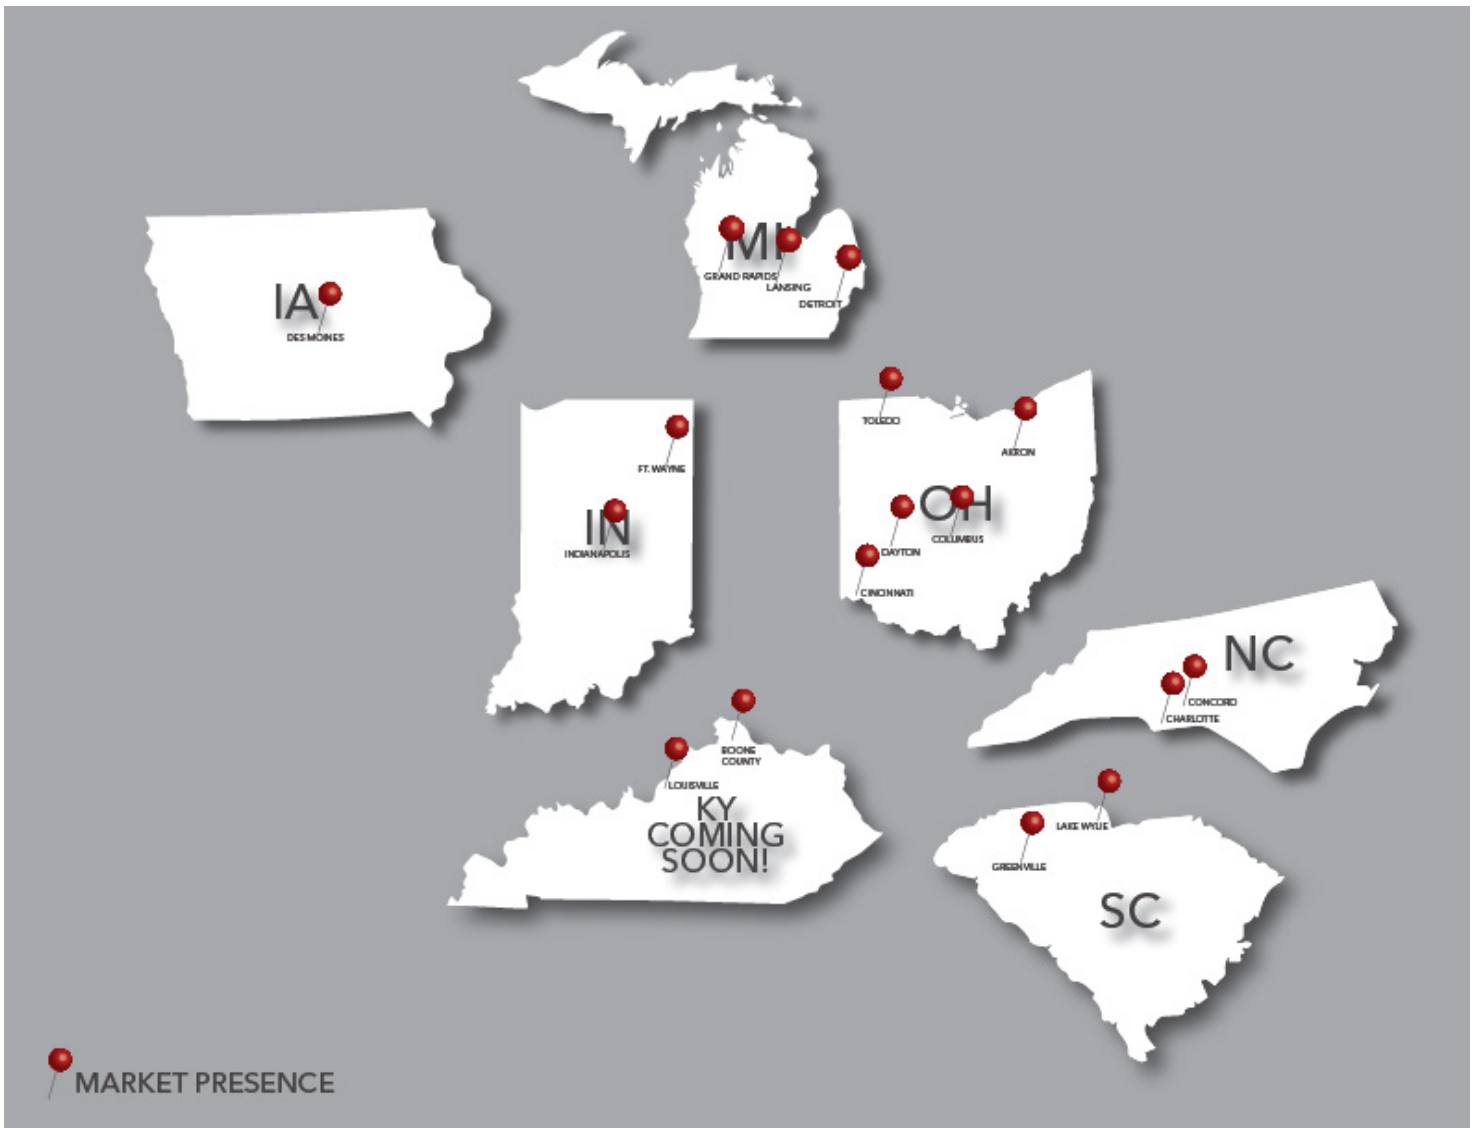 MI
GRAND RAPIDS
LANSING
DETROIT
IA
DES MOINES
TOLEDO
AKRON
FT. WAYNE
OH
COLUMBUS
DAYTON
CINCINNATI
IN
INDIANAPOLIS
NC
CONCORD
CHARLOTTE
BOONE
COUNTY
LOUISVILLE
KY
COMING
SOON!
LAKE WYLIE
GREENVILLE
SC
MARKET PRESENCE